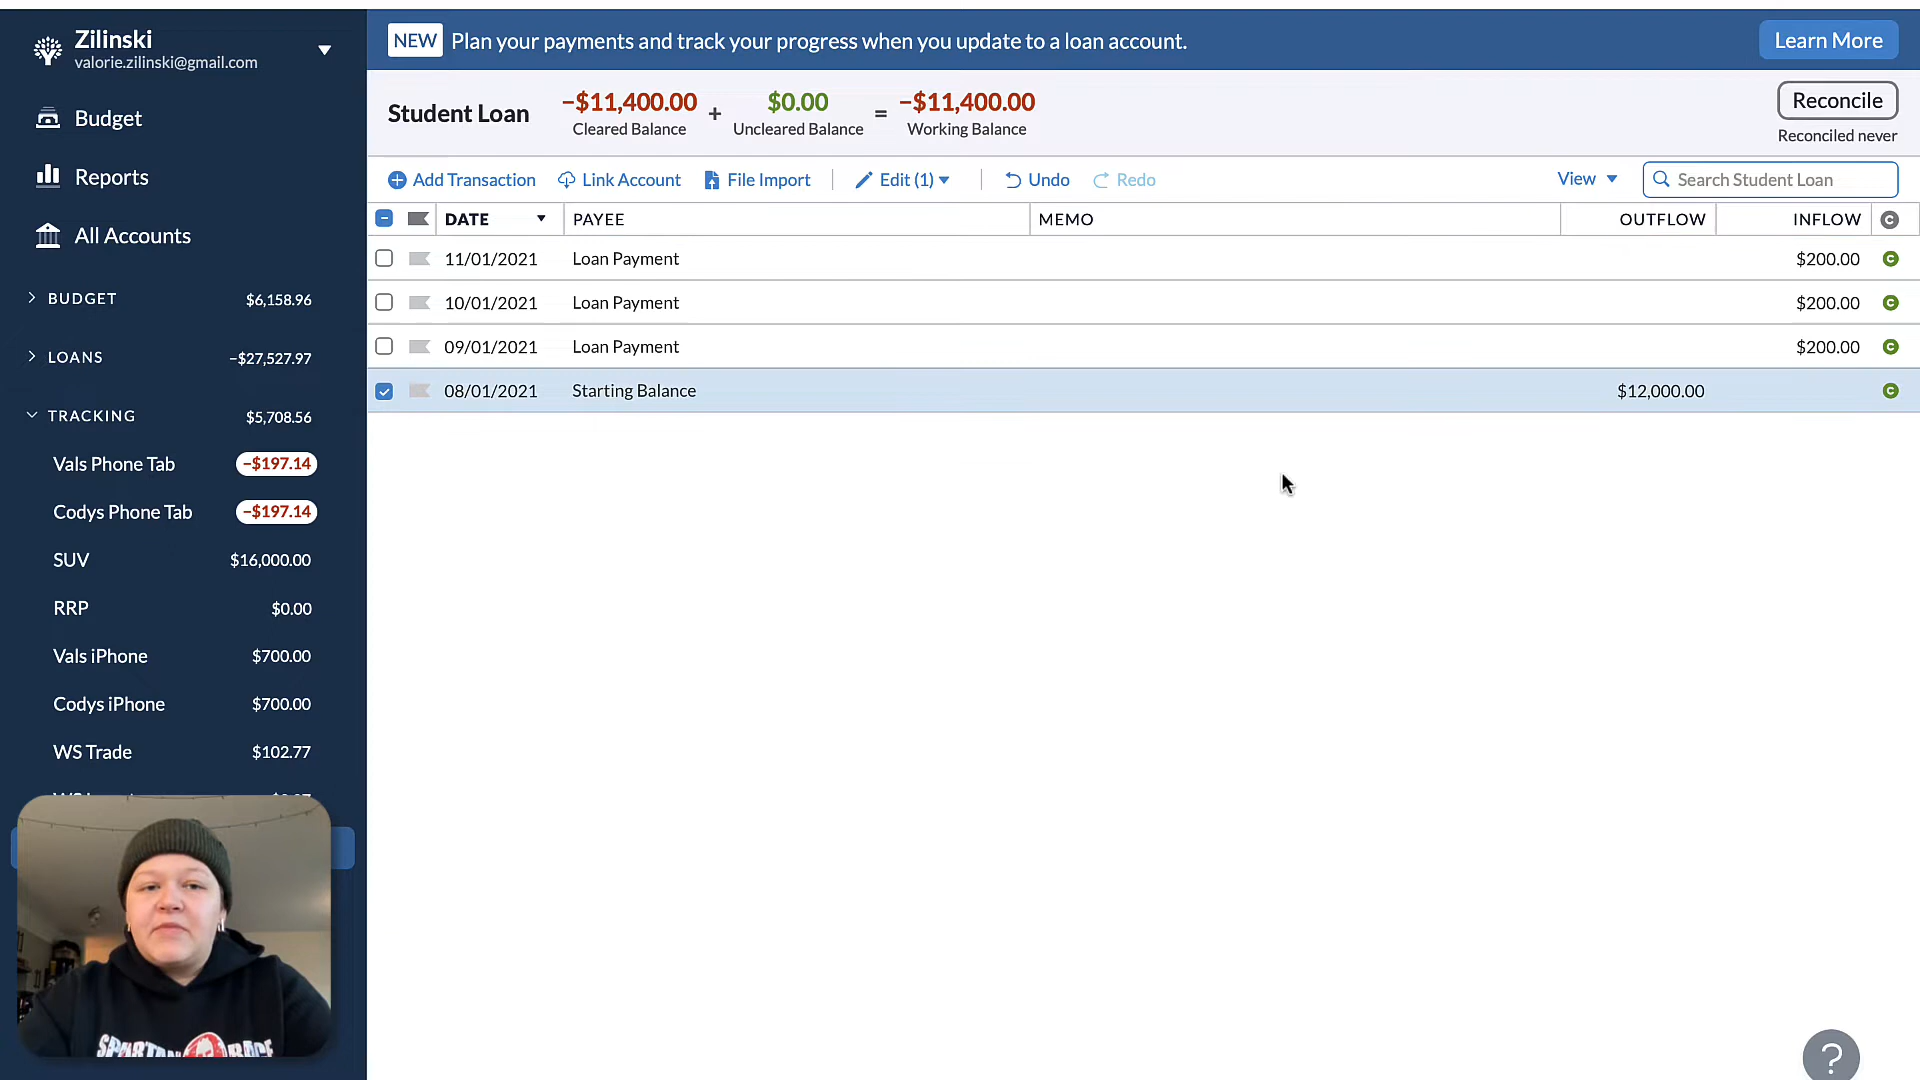 Zilinski
valorie.zilinski@gmail.com
Budget
Reports
All Accounts
BUDGET $6,158.96
LOANS −$27,527.97
TRACKING $5,708.56
Vals Phone Tab −$197.14
Codys Phone Tab −$197.14
SUV $16,000.00
RRP $0.00
Vals iPhone $700.00
Codys iPhone $700.00
WS Trade $102.77
SPARTAN RACE
NEW Plan your payments and track your progress when you update to a loan account. Learn More
Student Loan −$11,400.00 + $0.00 = −$11,400.00 Reconcile
Cleared Balance Uncleared Balance Working Balance Reconciled never
Add Transaction Link Account File Import Edit (1) Undo Redo View Search Student Loan
DATE PAYEE MEMO OUTFLOW INFLOW C
11/01/2021 Loan Payment $200.00 C
10/01/2021 Loan Payment $200.00 C
09/01/2021 Loan Payment $200.00 C
08/01/2021 Starting Balance $12,000.00 C
?